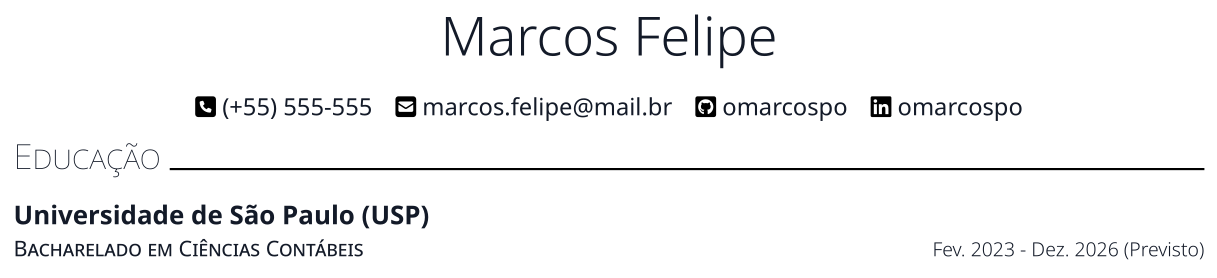 Marcos Felipe
(+55) 555-555 marcos.felipe@mail.br omarcospo omarcospo
Educação
Universidade de São Paulo (USP)
Bacharelado em Ciências Contábeis Fev. 2023 - Dez. 2026 (Previsto)